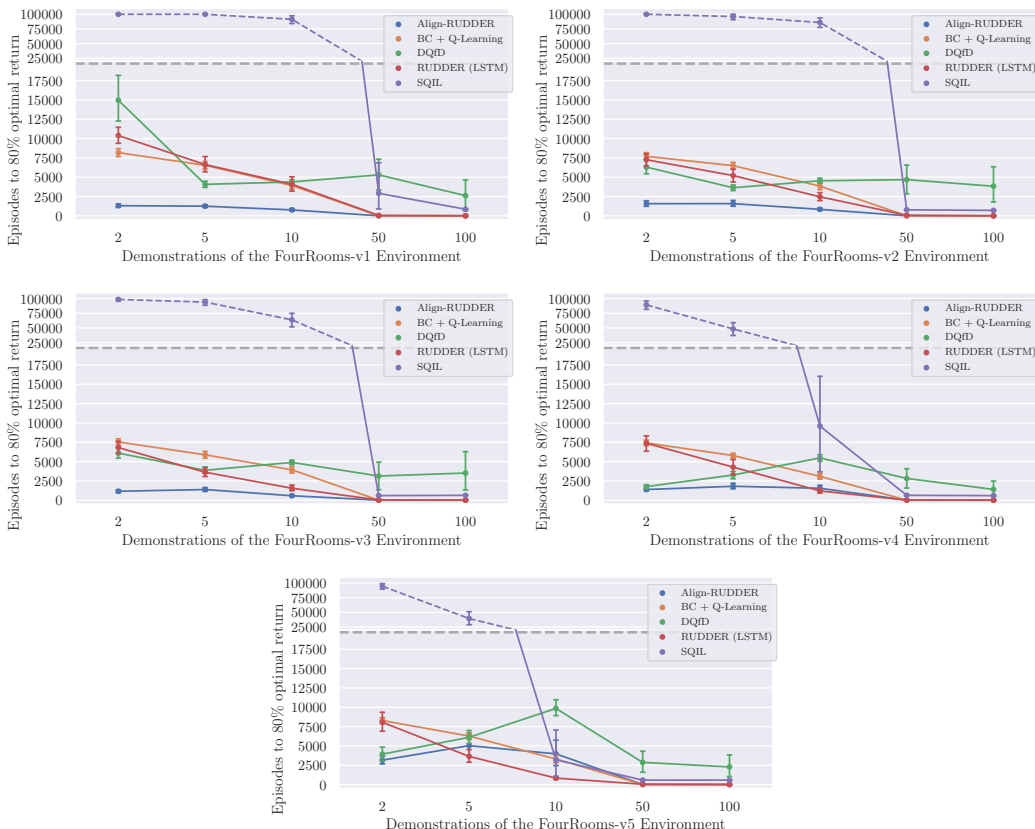 Episodes to 80% optimal return
100000
75000
50000
25000
17500
15000
12500
10000
7500
5000
2500
0
Align-RUDDER
BC + Q-Learning
DQfD
RUDDER (LSTM)
SQIL
2 5 10 50 100
Demonstrations of the FourRooms-v1 Environment
Episodes to 80% optimal return
100000
75000
50000
25000
17500
15000
12500
10000
7500
5000
2500
0
Align-RUDDER
BC + Q-Learning
DQfD
RUDDER (LSTM)
SQIL
2 5 10 50 100
Demonstrations of the FourRooms-v2 Environment
Episodes to 80% optimal return
100000
75000
50000
25000
17500
15000
12500
10000
7500
5000
2500
0
Align-RUDDER
BC + Q-Learning
DQfD
RUDDER (LSTM)
SQIL
2 5 10 50 100
Demonstrations of the FourRooms-v3 Environment
Episodes to 80% optimal return
100000
75000
50000
25000
17500
15000
12500
10000
7500
5000
2500
0
Align-RUDDER
BC + Q-Learning
DQfD
RUDDER (LSTM)
SQIL
2 5 10 50 100
Demonstrations of the FourRooms-v4 Environment
Episodes to 80% optimal return
100000
75000
50000
25000
17500
15000
12500
10000
7500
5000
2500
0
Align-RUDDER
BC + Q-Learning
DQfD
RUDDER (LSTM)
SQIL
2 5 10 50 100
Demonstrations of the FourRooms-v5 Environment